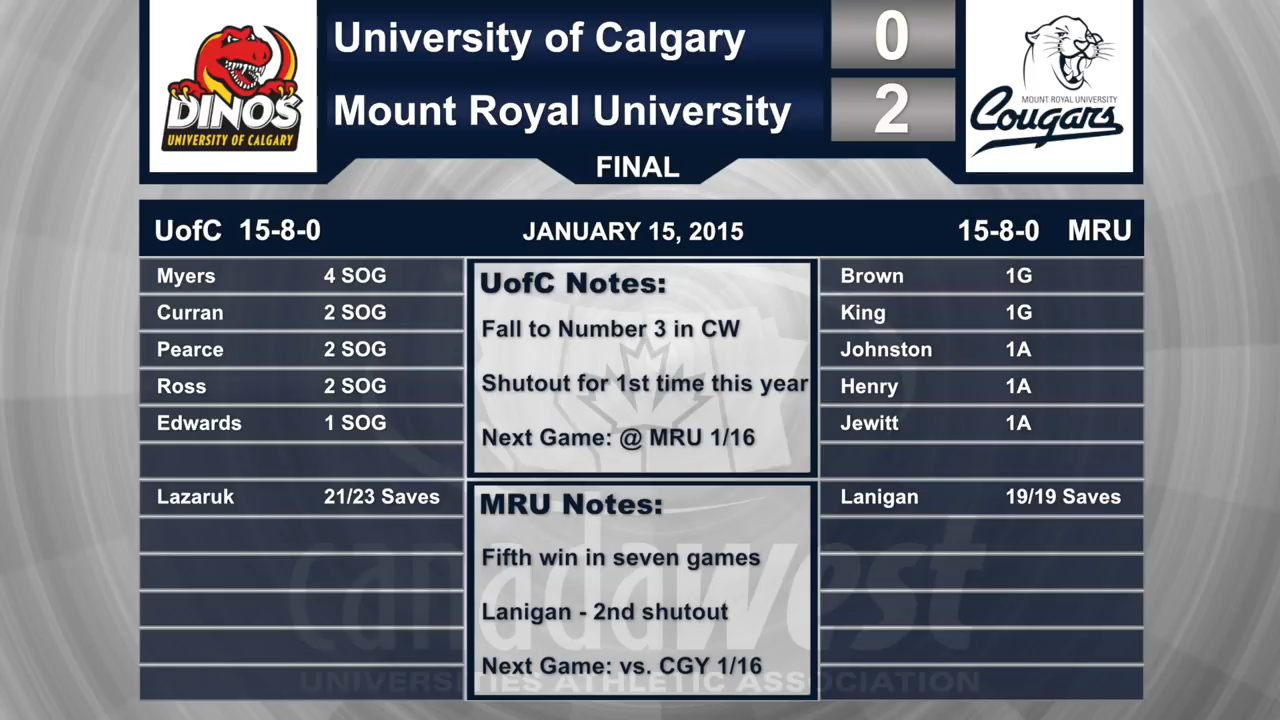 DINOS
UNIVERSITY OF CALGARY
University of Calgary 0
Mount Royal University 2
FINAL
MOUNT ROYAL UNIVERSITY
Cougars
UofC 15-8-0
JANUARY 15, 2015
15-8-0 MRU
Myers 4 SOG
Curran 2 SOG
Pearce 2 SOG
Ross 2 SOG
Edwards 1 SOG
Lazaruk 21/23 Saves
UofC Notes:
Fall to Number 3 in CW
Shutout for 1st time this year
Next Game: @ MRU 1/16
MRU Notes:
Fifth win in seven games
Lanigan - 2nd shutout
Next Game: vs. CGY 1/16
Brown 1G
King 1G
Johnston 1A
Henry 1A
Jewitt 1A
Lanigan 19/19 Saves
canadawest
UNIVERSITIES ATHLETIC ASSOCIATION